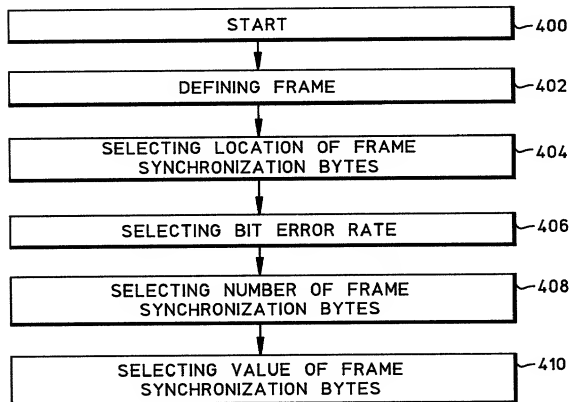 START
400
DEFINING FRAME
402
SELECTING LOCATION OF FRAME
SYNCHRONIZATION BYTES
404
SELECTING BIT ERROR RATE
406
SELECTING NUMBER OF FRAME
SYNCHRONIZATION BYTES
408
SELECTING VALUE OF FRAME
SYNCHRONIZATION BYTES
410